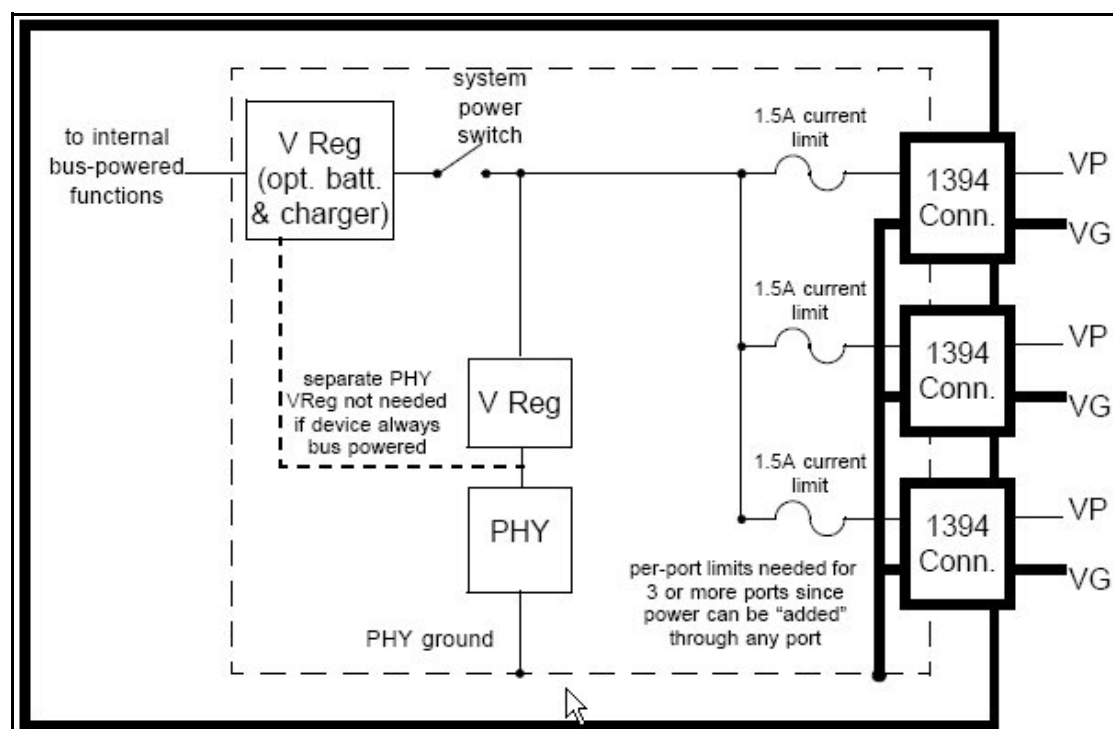 system
power
switch
to internal
bus-powered
functions
V Reg
(opt. batt.
& charger)
1.5A current
limit
1394
Conn.
VP
VG
separate PHY
VReg not needed
if device always
bus powered
V Reg
1.5A current
limit
1394
Conn.
VP
VG
PHY
1.5A current
limit
1394
Conn.
VP
VG
per-port limits needed for
3 or more ports since
power can be “added”
through any port
PHY ground